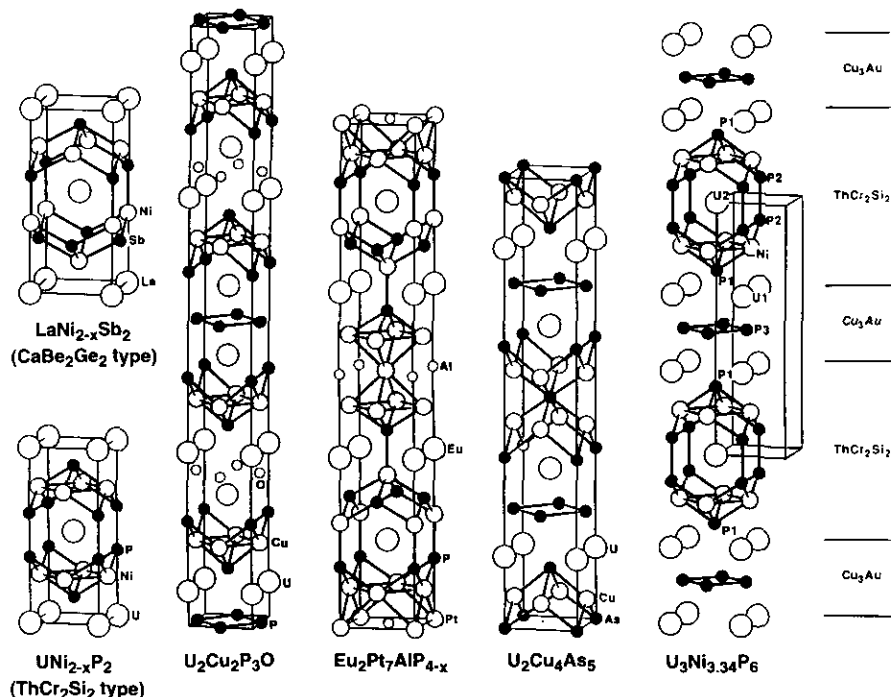 Ni
Sb
La
LaNi2-xSb2
(CaBe2Ge2 type)
P
Ni
U
UNi2-xP2
(ThCr2Si2 type)
Cu
U
P
U2Cu2P3O
Al
Eu
P
Pt
Eu2Pt7AlP4-x
U
Cu
As
U2Cu4As5
P1
P2
U2
P2
Ni
P1
U1
P3
P1
P1
U3Ni3.34P6
Cu3Au
ThCr2Si2
Cu3Au
ThCr2Si2
Cu3Au